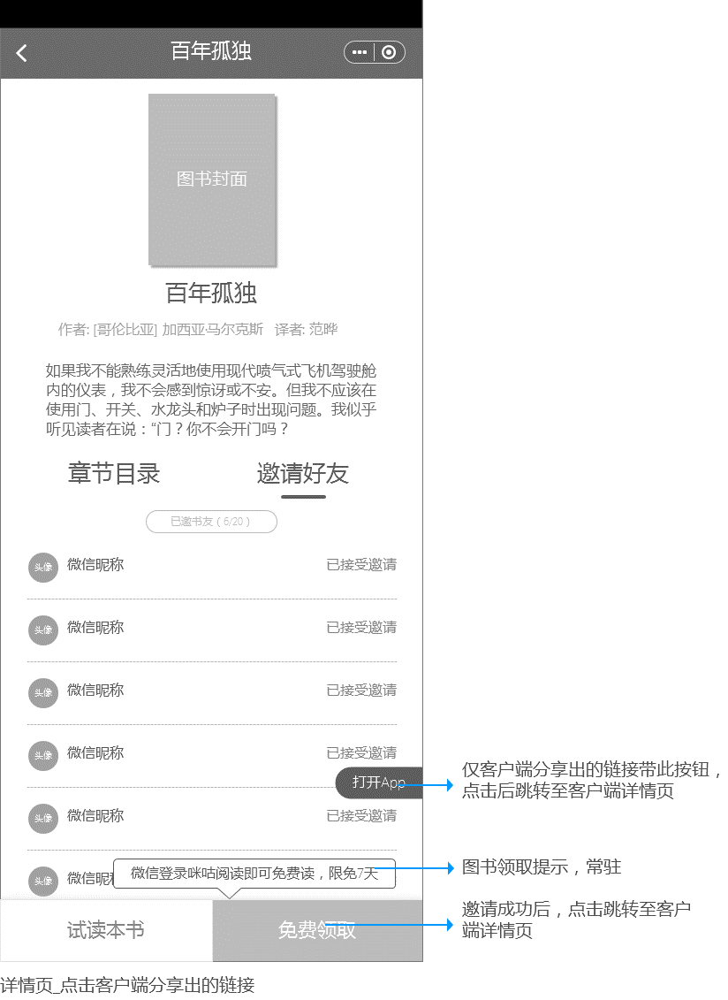 百年孤独
图书封面
百年孤独
作者: [哥伦比亚] 加西亚·马尔克斯 译者: 范晔
如果我不能熟练灵活地使用现代喷气式飞机驾驶舱
内的仪表，我不会感到惊讶或不安。但我不应该在
使用门、开关、水龙头和炉子时出现问题。我似乎
听见读者在说：“门？你不会开门吗？
章节目录 邀请好友
已邀书友（6/20）
头像 微信昵称 已接受邀请
头像 微信昵称 已接受邀请
头像 微信昵称 已接受邀请
头像 微信昵称 已接受邀请
打开App
仅客户端分享出的链接带此按钮，
点击后跳转至客户端详情页
头像 微信昵称 已接受邀请
头像 微信昵
微信登录咪咕阅读即可免费读，限免7天
图书领取提示，常驻
试读本书 免费领取
邀请成功后，点击跳转至客户
端详情页
详情页_点击客户端分享出的链接